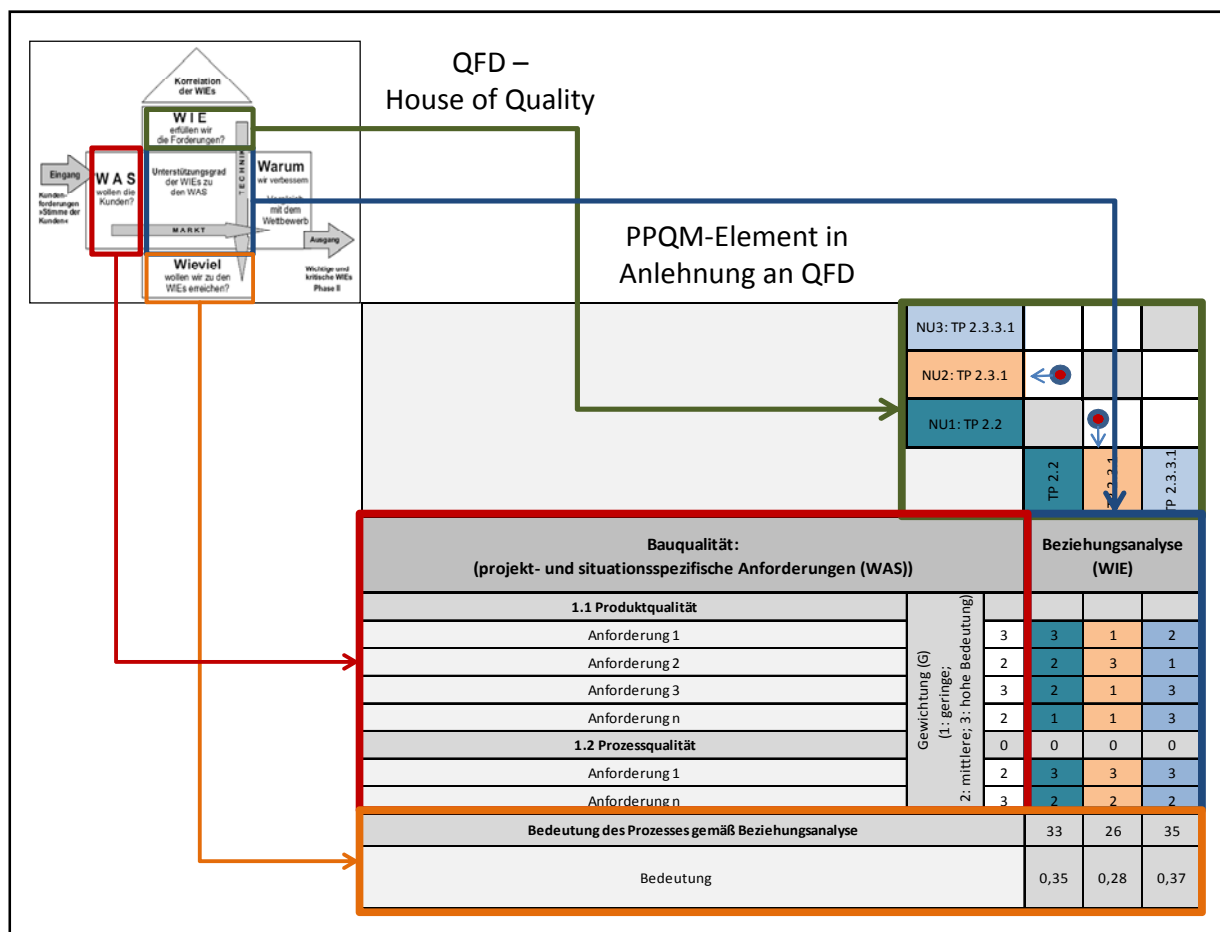 QFD –
House of Quality
Korrelation
der WIEs
WIE
erfüllen wir
die Forderungen?
TECHNIK
Eingang
Kunden-
forderungen
»Stimme der
Kunden«
WAS
wollen die
Kunden?
Unterstützungsgrad
der WIEs zu
den WAS
Warum
wir verbessern
mit dem
Wettbewerb
MARKT
Ausgang
Wichtige und
kritische WIEs
Phase II
Wieviel
wollen wir zu den
WIEs erreichen?
PPQM-Element in
Anlehnung an QFD
NU3: TP 2.3.3.1
NU2: TP 2.3.1
NU1: TP 2.2
TP 2.2
TP 2.3.3.1
Bauqualität:
(projekt- und situationsspezifische Anforderungen (WAS))
Beziehungsanalyse
(WIE)
Gewichtung (G)
(1: geringe;
2: mittlere; 3: hohe Bedeutung)
1.1 Produktqualität
Anforderung 1 3 3 1 2
Anforderung 2 2 2 3 1
Anforderung 3 3 2 1 3
Anforderung n 2 1 1 3
1.2 Prozessqualität 0 0 0 0
Anforderung 1 2 3 3 3
Anforderung n 3 2 2 2
Bedeutung des Prozesses gemäß Beziehungsanalyse 33 26 35
Bedeutung 0,35 0,28 0,37